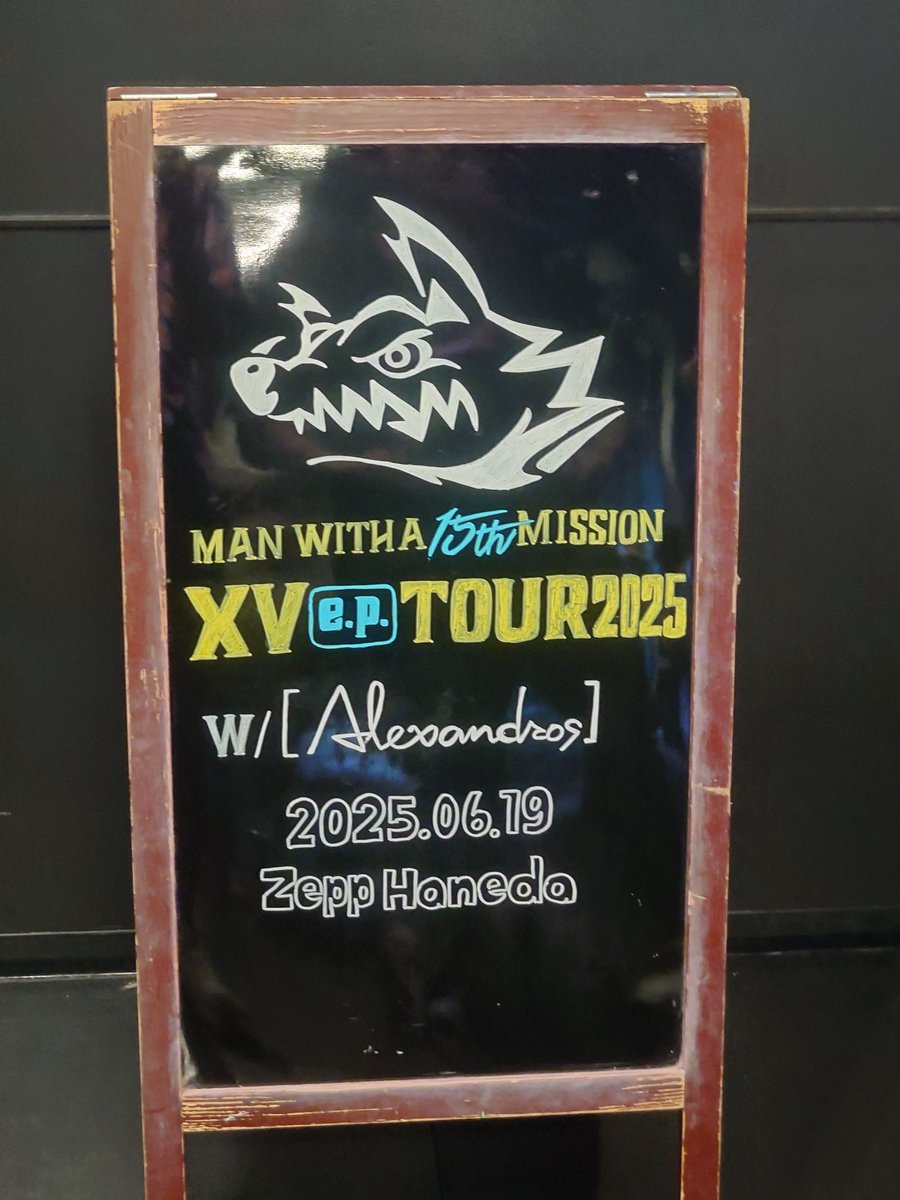 MAN WITH A 15th MISSION
XV e.p. TOUR 2025
W/[Alexandros]
2025.06.19
Zepp Haneda